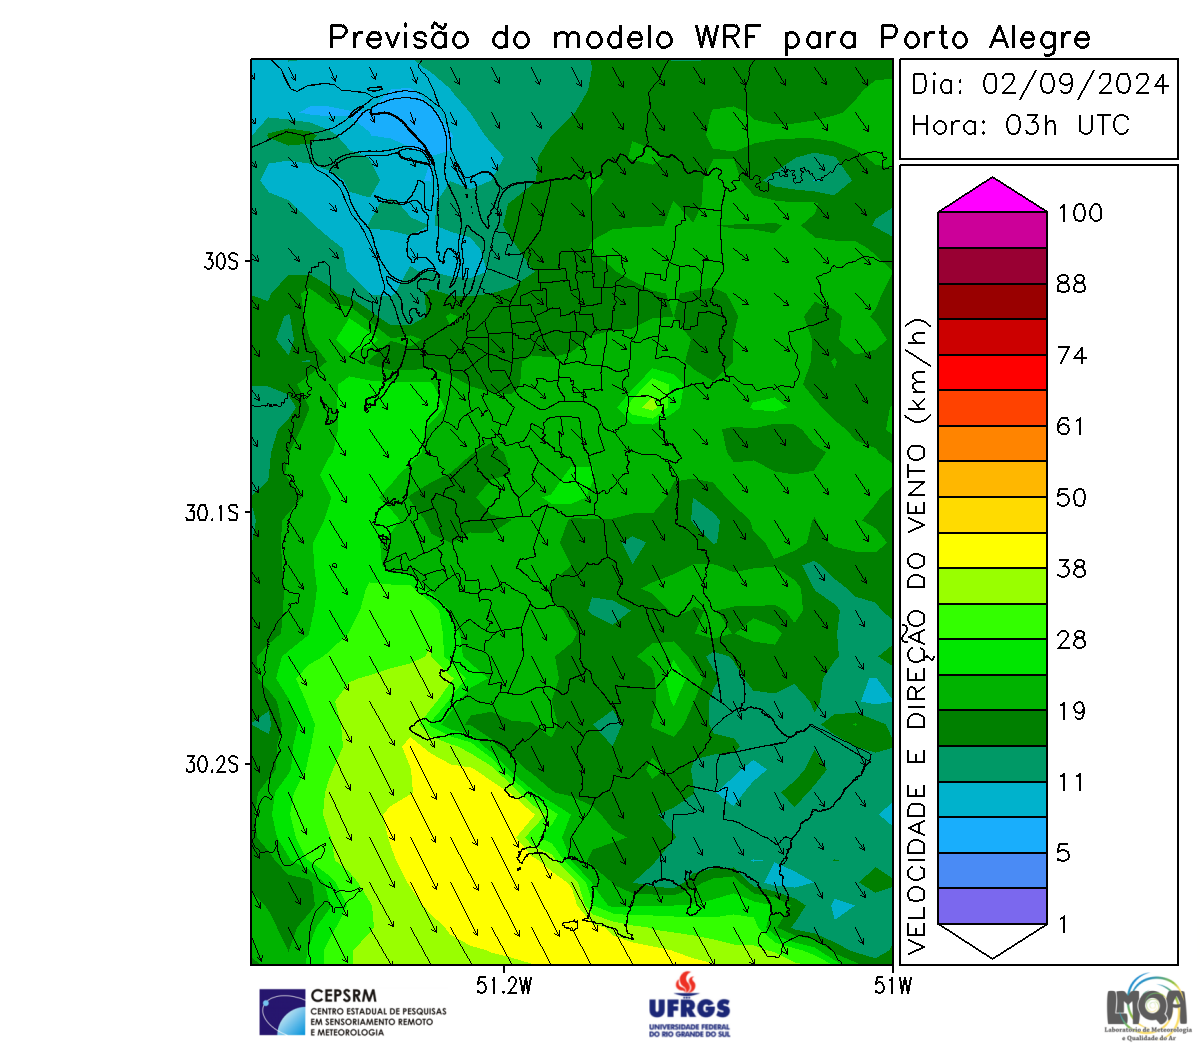 Previsão do modelo WRF para Porto Alegre
Dia: 02/09/2024
Hora: 03h UTC
VELOCIDADE E DIREÇÃO DO VENTO (km/h)
100
88
74
61
50
38
28
19
11
5
1
30S
30.1S
30.2S
51.2W
51W
CEPSRM
CENTRO ESTADUAL DE PESQUISAS
EM SENSORIAMENTO REMOTO
E METEOROLOGIA
UFRGS
UNIVERSIDADE FEDERAL
DO RIO GRANDE DO SUL
LMQA
Laboratório de Meteorologia
e Qualidade do Ar